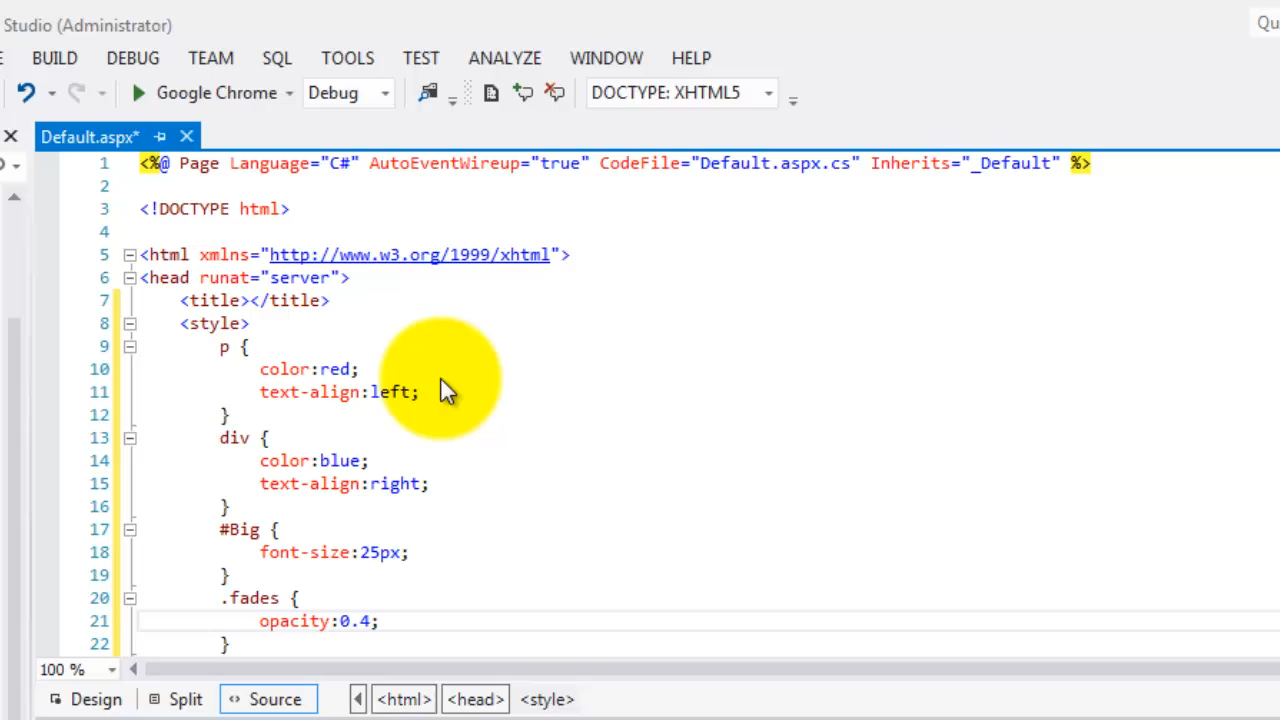 Studio (Administrator)
Qu
E BUILD DEBUG TEAM SQL TOOLS TEST ANALYZE WINDOW HELP
Google Chrome Debug DOCTYPE: XHTML5
Default.aspx*
1 <%@ Page Language="C#" AutoEventWireup="true" CodeFile="Default.aspx.cs" Inherits="_Default" %>
2
3 <!DOCTYPE html>
4
5 <html xmlns="http://www.w3.org/1999/xhtml">
6 <head runat="server">
7 <title></title>
8 <style>
9 p {
10 color:red;
11 text-align:left;
12 }
13 div {
14 color:blue;
15 text-align:right;
16 }
17 #Big {
18 font-size:25px;
19 }
20 .fades {
21 opacity:0.4;
22 }
100 %
Design Split Source <html> <head> <style>